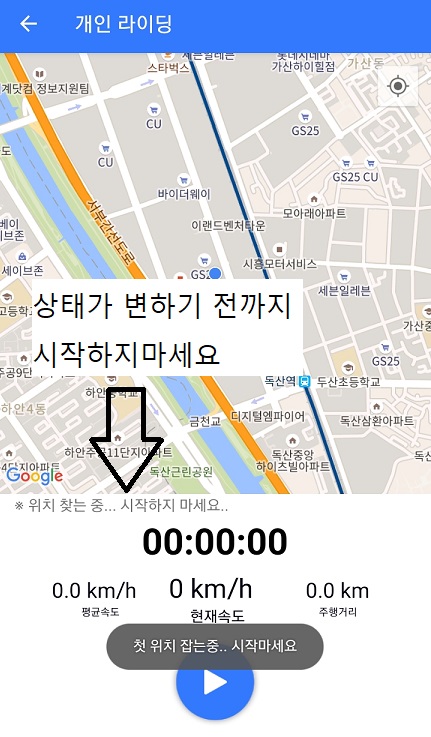 개인 라이딩
세븐일레븐
스타벅스
롯데시네마
가산하이힐점
가산동
계닷컴 정보지원팀
CU
GS25
CU
GS25 CU
바이더웨이
모아래아파트
서부간선도로
이랜드벤처타운
시흥모터서비스
세븐일레븐
세이브존
상태가 변하기 전까지
시작하지마세요
GS25
독산역
두산초등학교
하안4동
디지털엠파이어
금천교
독산삼환아파트
하안주공11단지아파트
독산중앙
하이츠빌아파트
독산근린공원
Google
※ 위치 찾는 중... 시작하지 마세요..
00:00:00
0.0 km/h
0 km/h
0.0 km
평균속도
현재속도
주행거리
첫 위치 잡는중.. 시작마세요